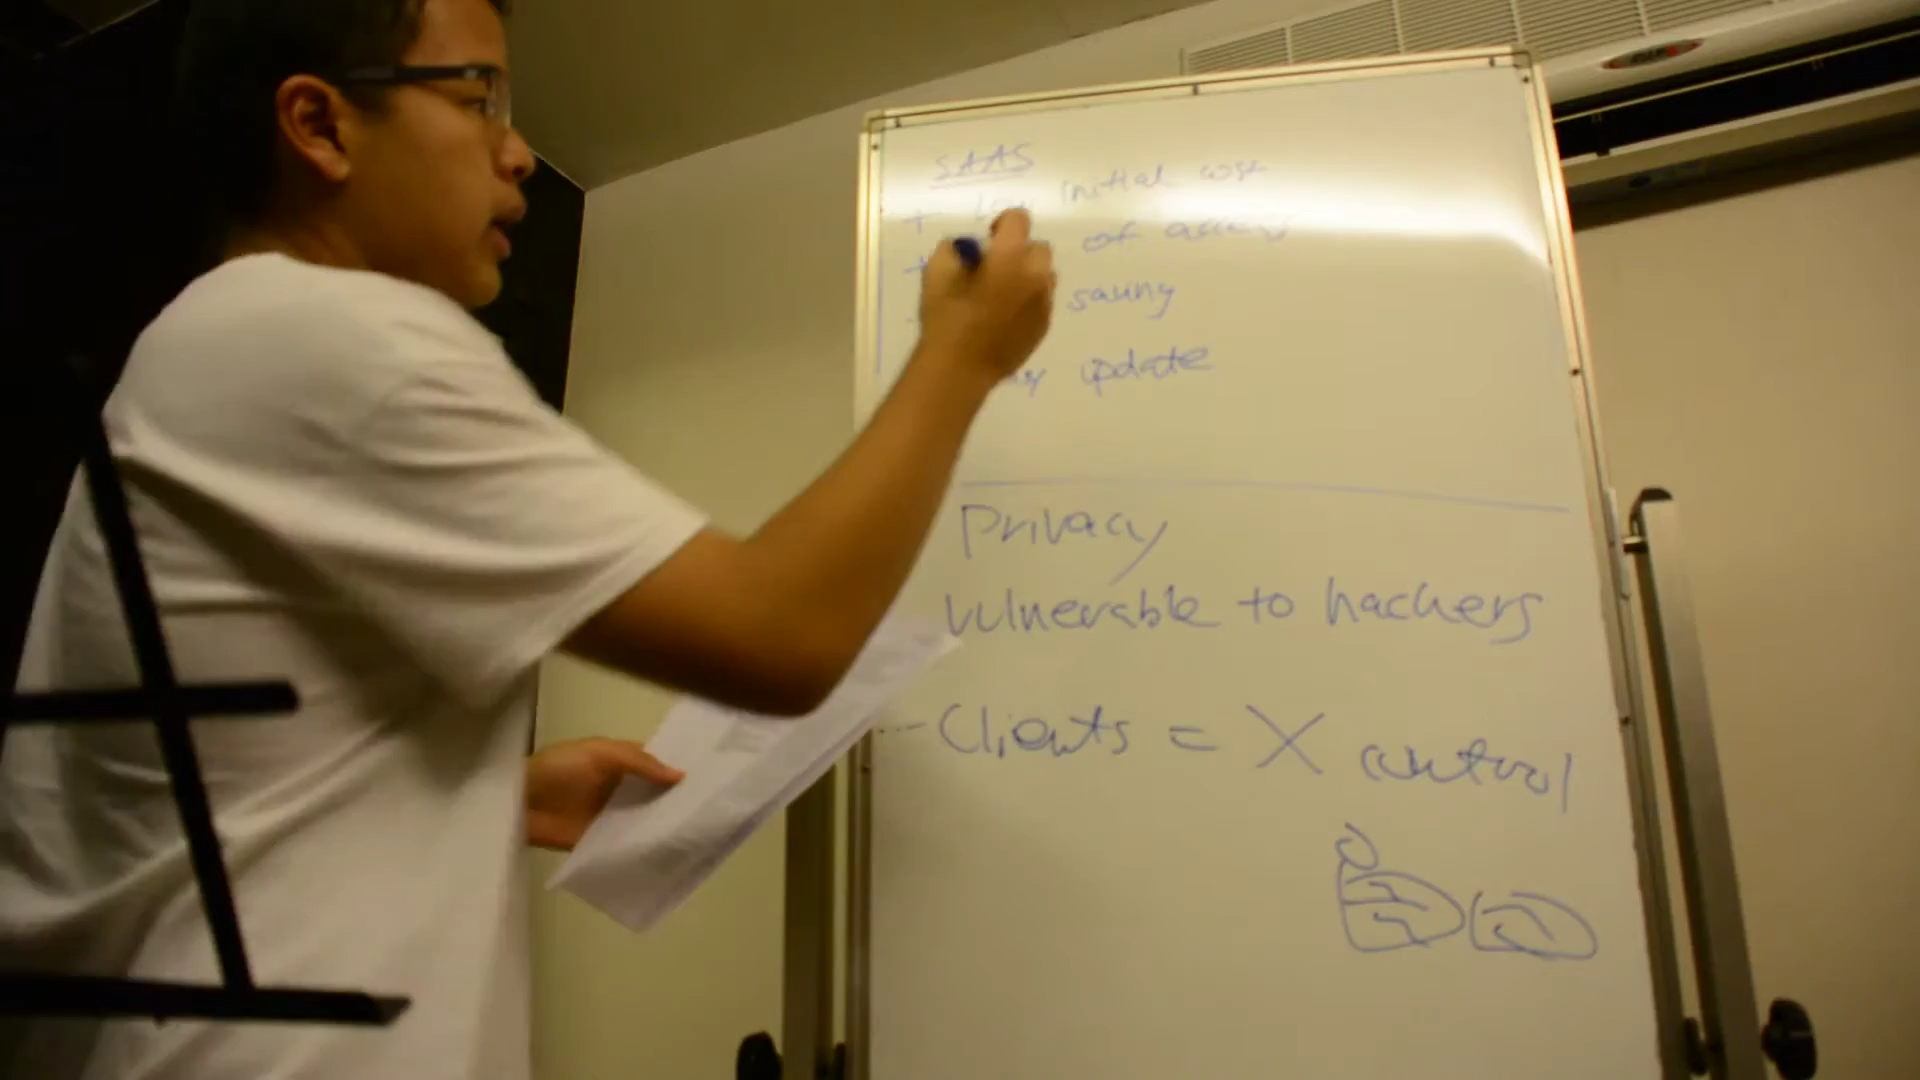 SAAS
+ Low initial cost
+ of access
saving
update
Privacy
vulnerable to hackers
- Clients = X control